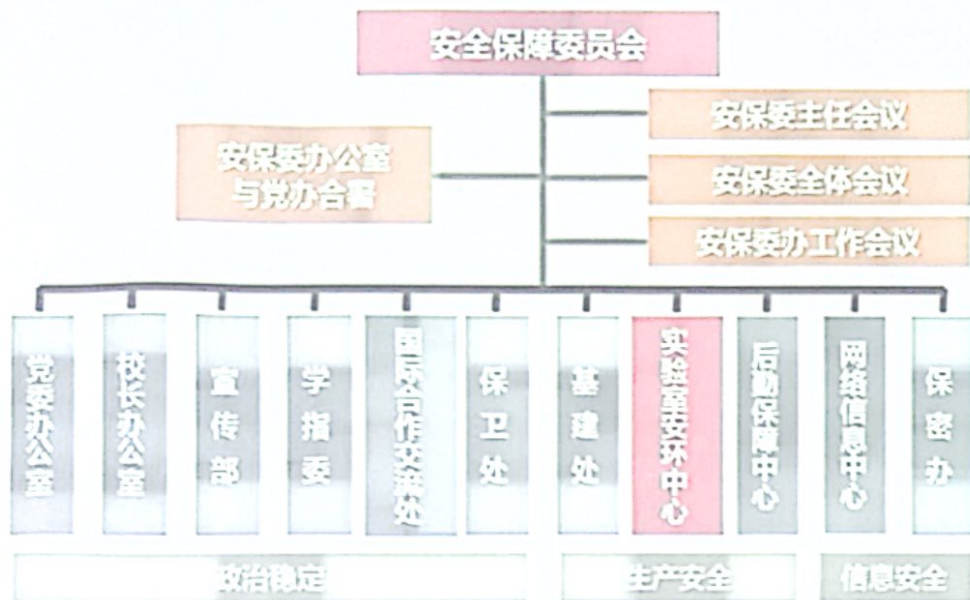 安全保障委员会
安保委主任会议
安保委办公室
与党办合署
安保委全体会议
安保委办工作会议
党委办公室
校长办公室
宣传部
学指委
国际合作交流处
保卫处
基建处
实验室安环中心
后勤保障中心
网络信息中心
保密办
政治稳定
生产安全
信息安全